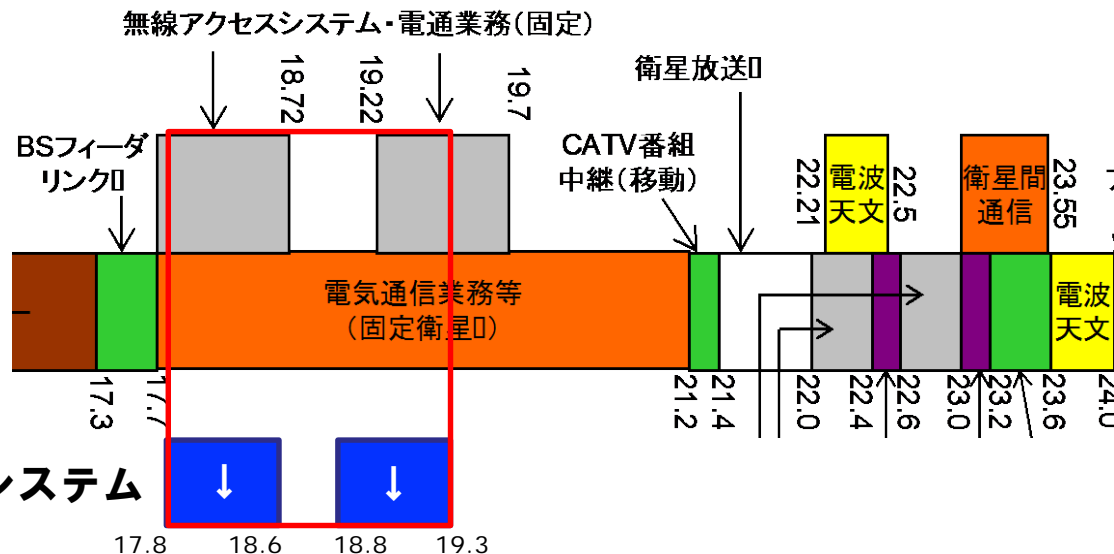 無線アクセスシステム・電通業務(固定)
18.72
19.22
19.7
衛星放送
BSフィーダ
リンク
CATV番組
中継(移動)
22.21
電波
天文
22.5
衛星間
通信
23.55
電気通信業務等
(固定衛星)
電波
天文
17.3
17.7
21.2
21.4
22.0
22.4
22.6
23.0
23.2
23.6
24.0
システム
↓
↓
17.8
18.6
18.8
19.3